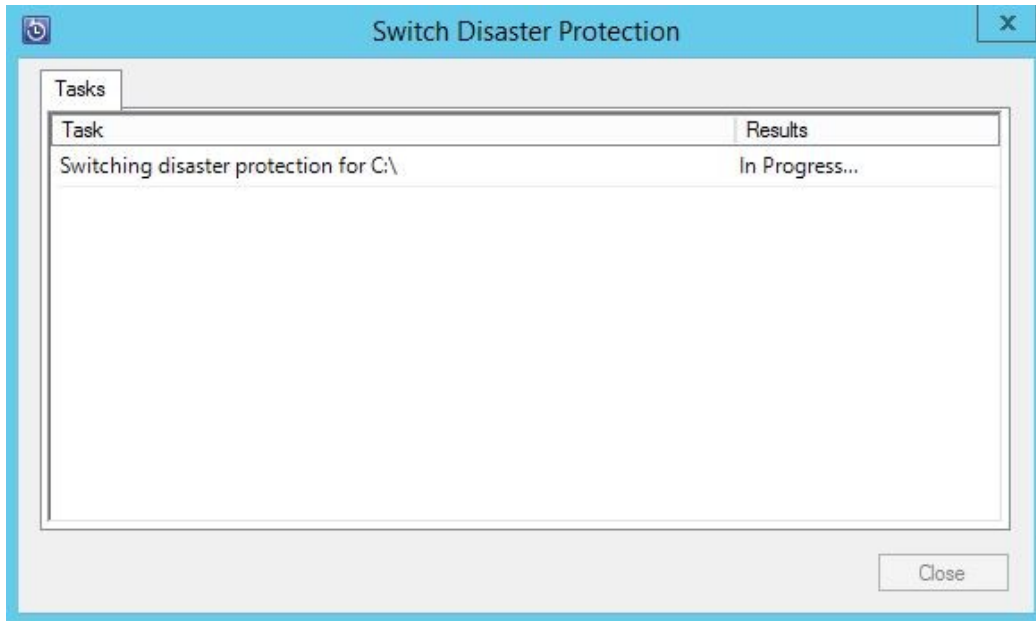 Switch Disaster Protection
x
Tasks
Task Results
Switching disaster protection for C:\ In Progress...
Close